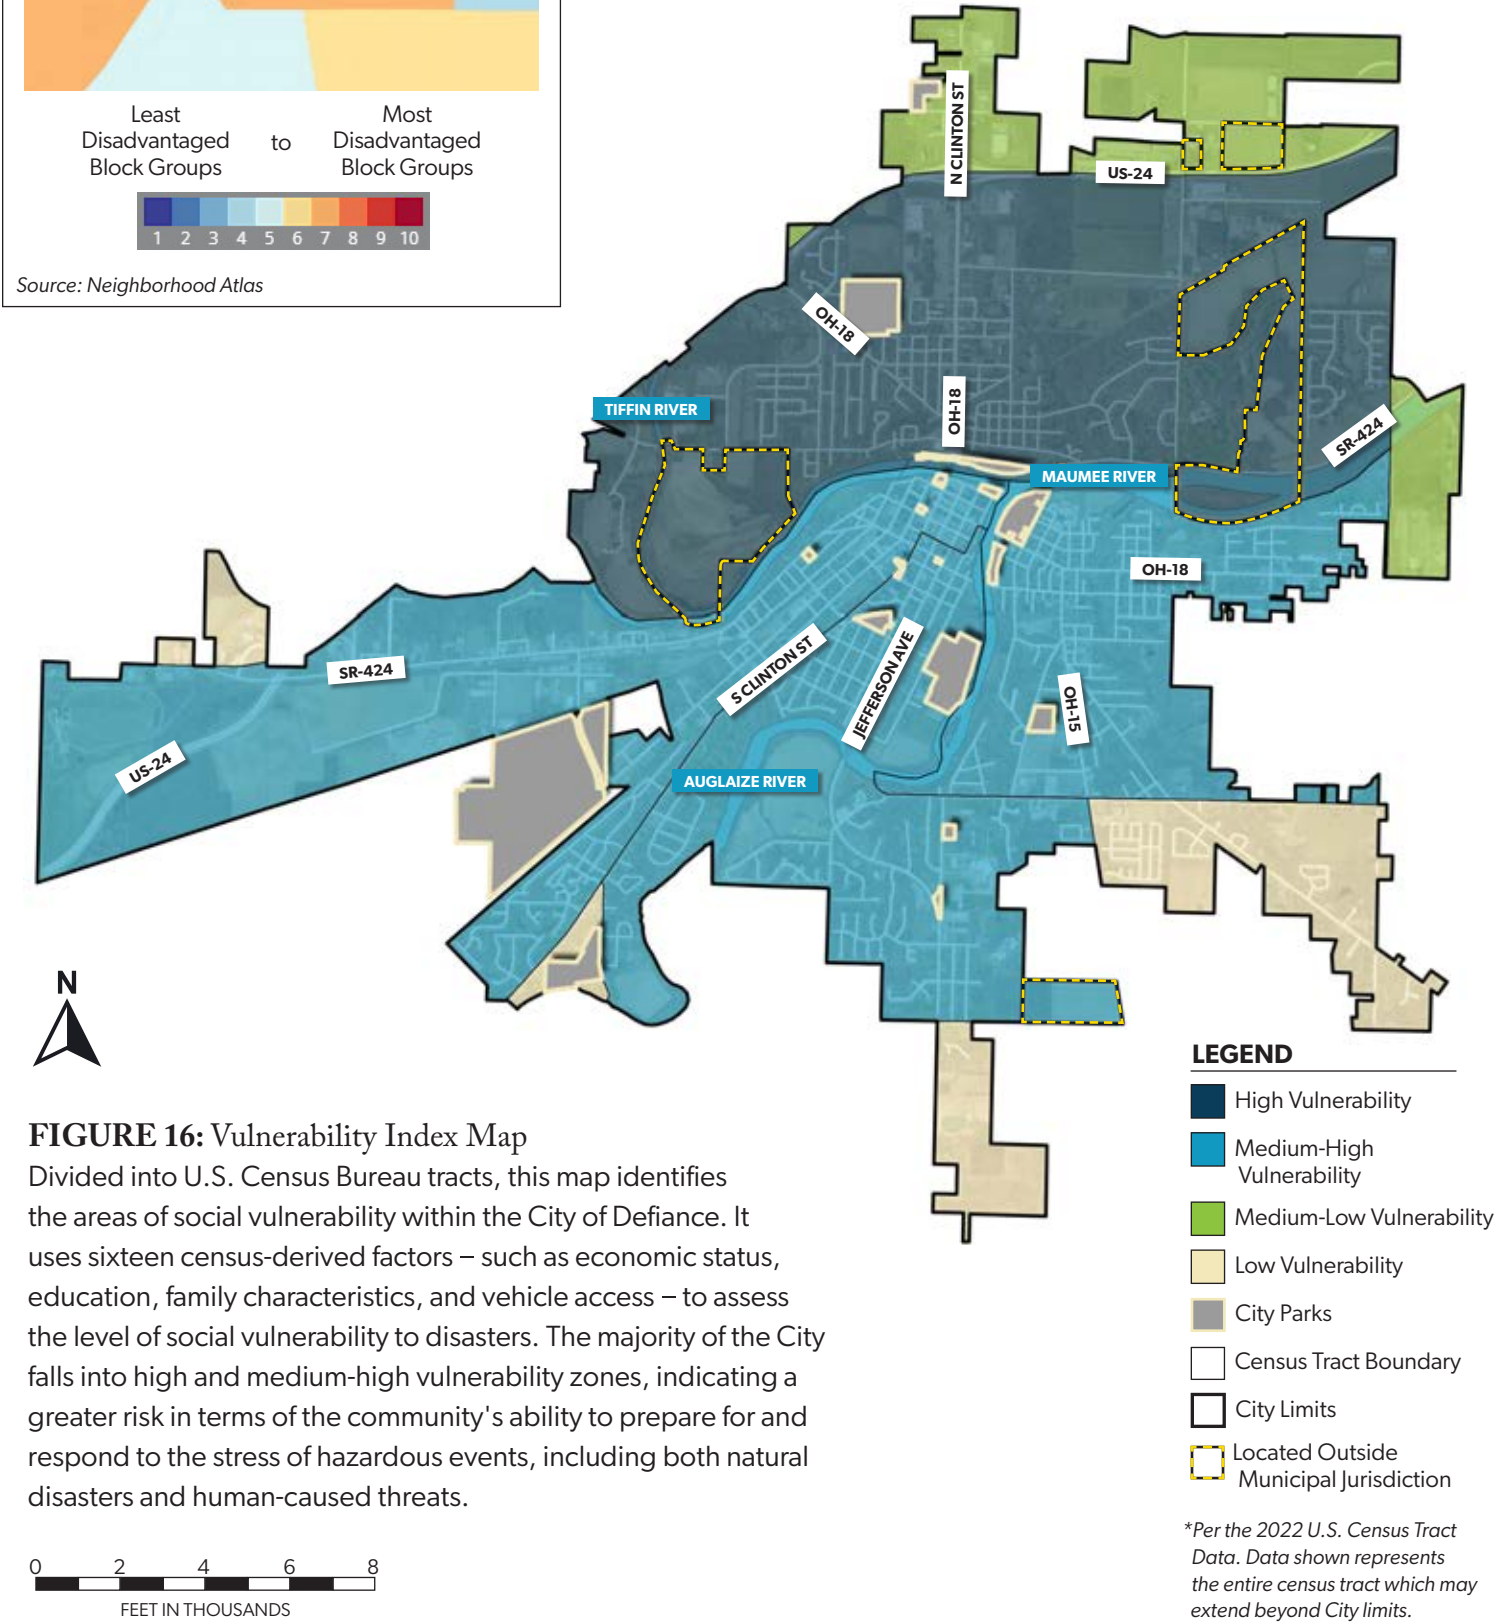 Least
Disadvantaged
Block Groups
to
Most
Disadvantaged
Block Groups
1 2 3 4 5 6 7 8 9 10
Source: Neighborhood Atlas
N CLINTON ST
US-24
OH-18
OH-18
TIFFIN RIVER
SR-424
MAUMEE RIVER
OH-18
SR-424
S CLINTON ST
JEFFERSON AVE
OH-15
US-24
AUGLAIZE RIVER
N
FIGURE 16: Vulnerability Index Map
Divided into U.S. Census Bureau tracts, this map identifies
the areas of social vulnerability within the City of Defiance. It
uses sixteen census-derived factors – such as economic status,
education, family characteristics, and vehicle access – to assess
the level of social vulnerability to disasters. The majority of the City
falls into high and medium-high vulnerability zones, indicating a
greater risk in terms of the community's ability to prepare for and
respond to the stress of hazardous events, including both natural
disasters and human-caused threats.
0 2 4 6 8
FEET IN THOUSANDS
LEGEND
High Vulnerability
Medium-High
Vulnerability
Medium-Low Vulnerability
Low Vulnerability
City Parks
Census Tract Boundary
City Limits
Located Outside
Municipal Jurisdiction
*Per the 2022 U.S. Census Tract
Data. Data shown represents
the entire census tract which may
extend beyond City limits.